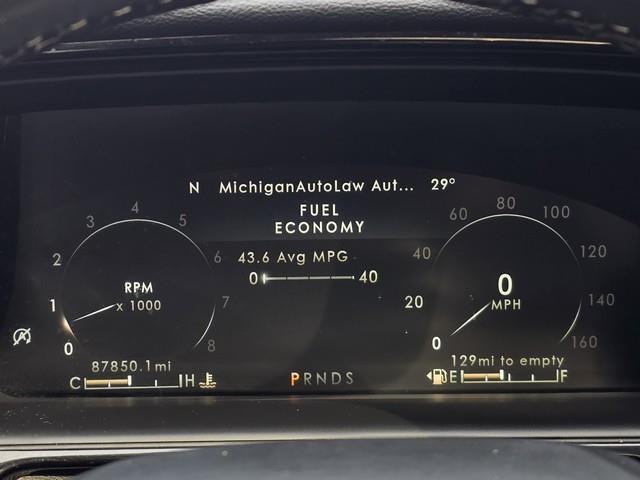 N MichiganAutoLaw Aut... 29°
FUEL
ECONOMY
43.6 Avg MPG
0 40
0 1 2 3 4 5 6 7 8
RPM
x 1000
0 20 40 60 80 100 120 140 160
0
MPH
87850.1mi
C H
PRNDS
129mi to empty
E F